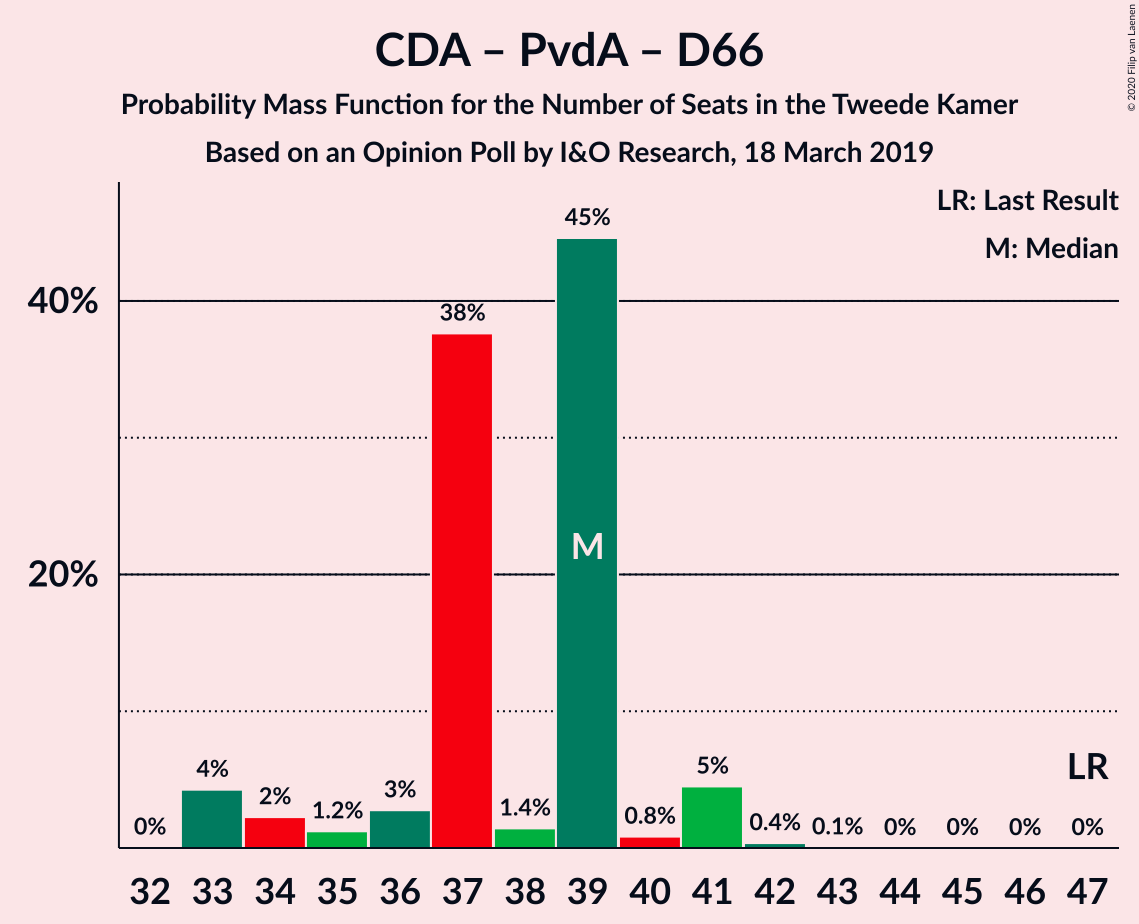 CDA – PvdA – D66
Probability Mass Function for the Number of Seats in the Tweede Kamer
Based on an Opinion Poll by I&O Research, 18 March 2019
© 2020 Filip van Laenen
LR: Last Result
M: Median
40%
20%
0%
4%
2%
1.2%
3%
38%
1.4%
45%
0.8%
5%
0.4%
0.1%
0%
0%
0%
0%
M
LR
32 33 34 35 36 37 38 39 40 41 42 43 44 45 46 47